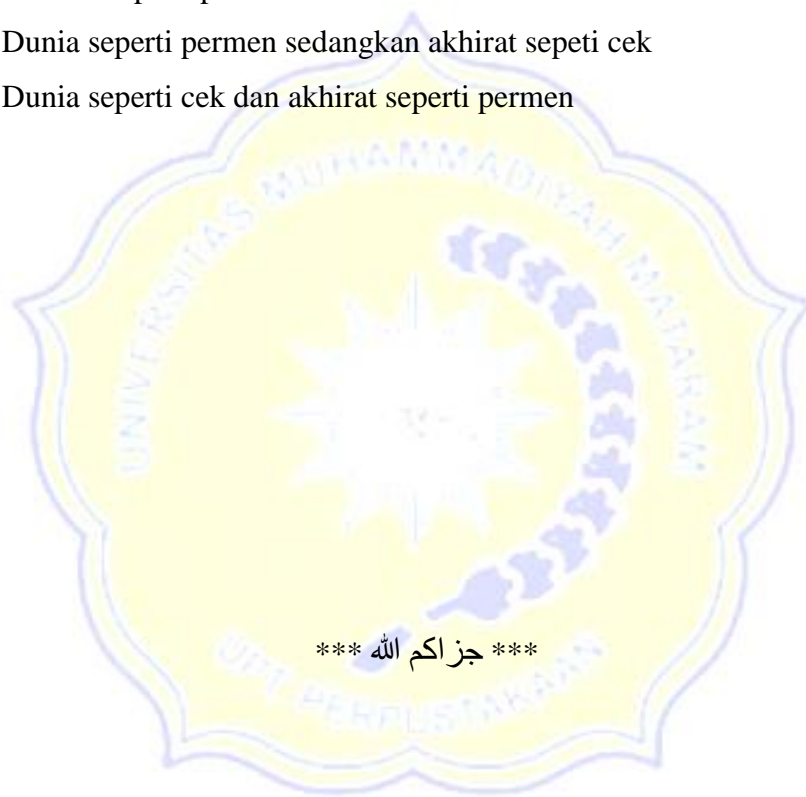 Dunia seperti permen sedangkan akhirat sepeti cek
Dunia seperti cek dan akhirat seperti permen
UNIVERSITAS MUHAMMADIYAH MATARAM
*** جزاكم الله ***
UPT PERPUSTAKAAN